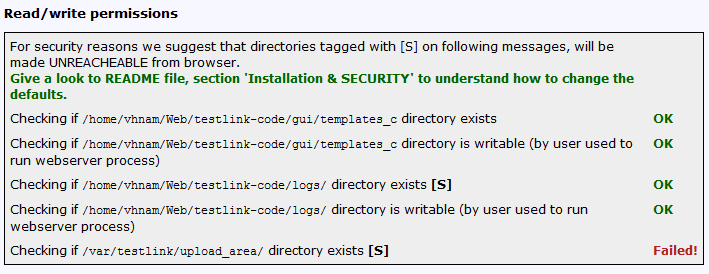 Read/write permissions
For security reasons we suggest that directories tagged with [S] on following messages, will be
made UNREACHEABLE from browser.
Give a look to README file, section 'Installation & SECURITY' to understand how to change the
defaults.
Checking if /home/vhnam/Web/testlink-code/gui/templates_c directory exists OK
Checking if /home/vhnam/Web/testlink-code/gui/templates_c directory is writable (by user used to OK
run webserver process)
Checking if /home/vhnam/Web/testlink-code/logs/ directory exists [S] OK
Checking if /home/vhnam/Web/testlink-code/logs/ directory is writable (by user used to run OK
webserver process)
Checking if /var/testlink/upload_area/ directory exists [S] Failed!